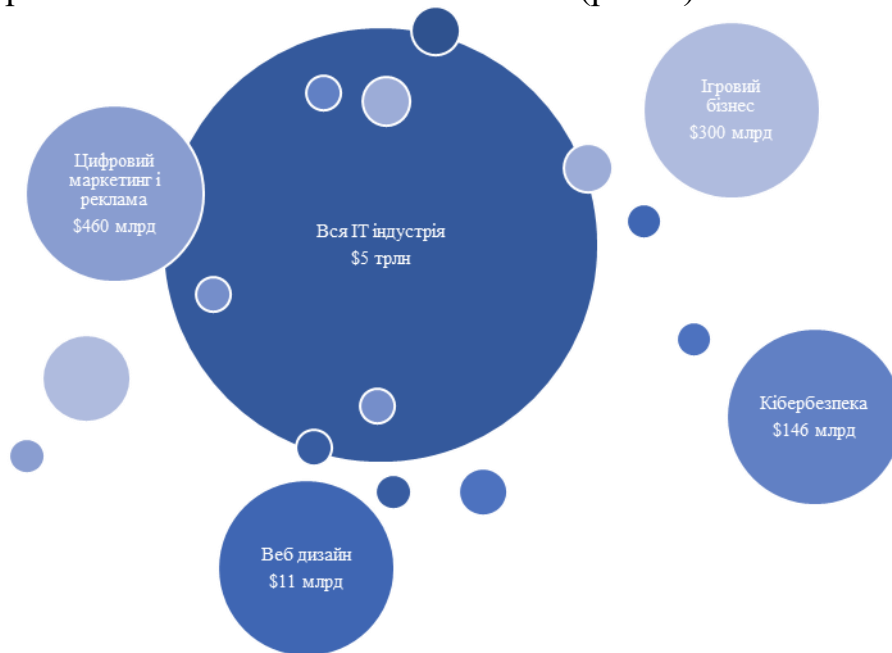 Ігровий
бізнес
$300 млрд
Цифровий
маркетинг і
реклама
$460 млрд
Вся ІТ індустрія
$5 трлн
Кібербезпека
$146 млрд
Веб дизайн
$11 млрд